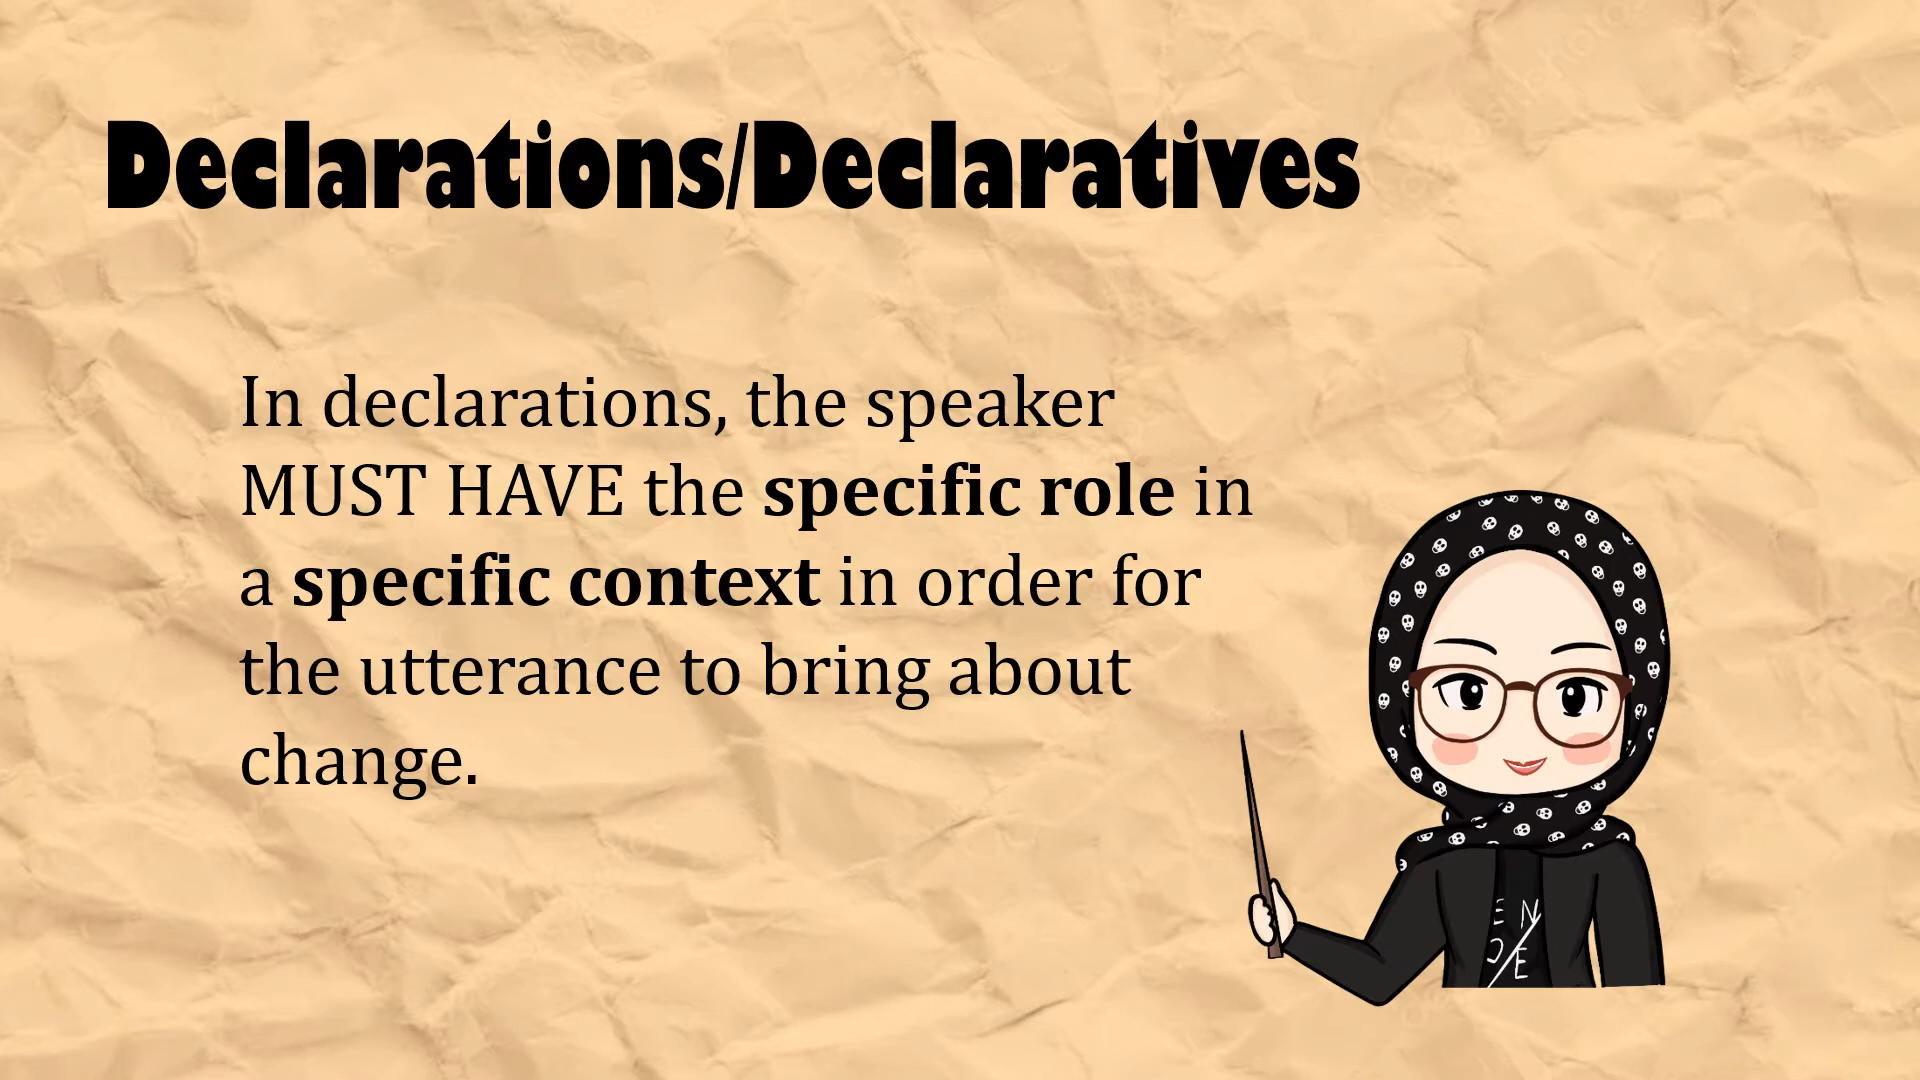 Declarations/Declaratives
In declarations, the speaker
MUST HAVE the specific role in
a specific context in order for
the utterance to bring about
change.
E N
E